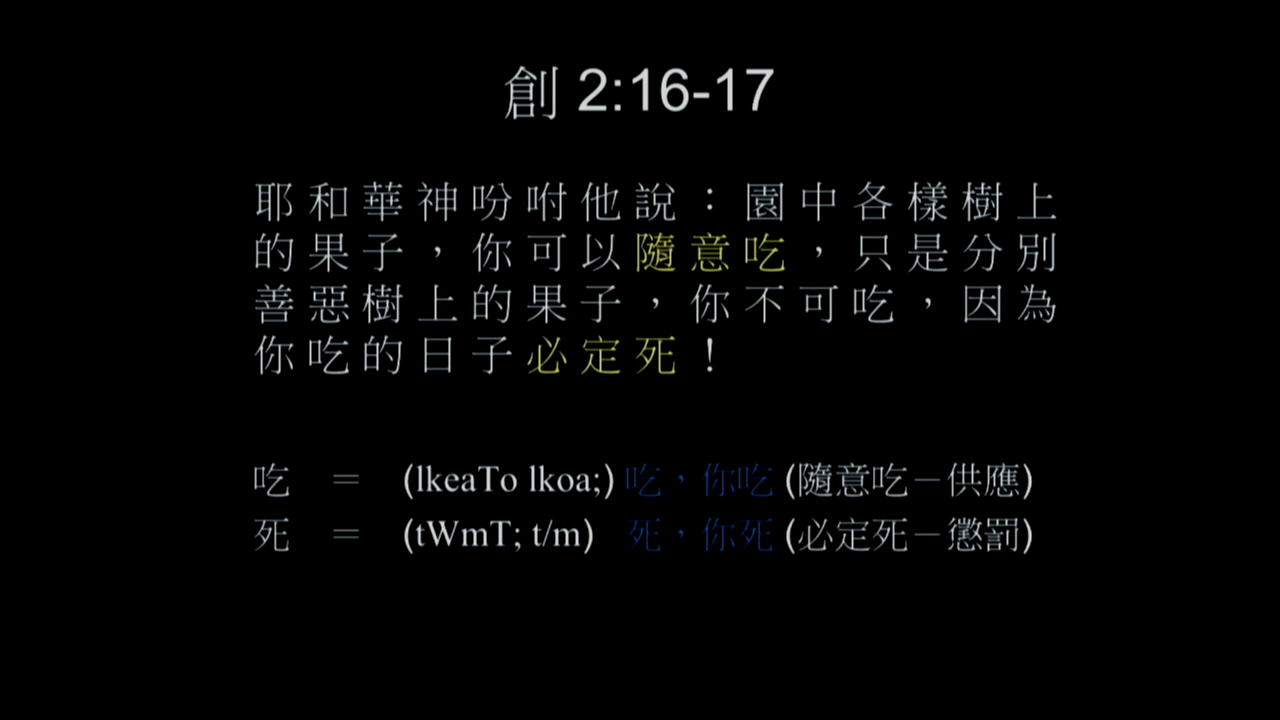 創 2:16-17
耶和華神吩咐他說：園中各樣樹上
的果子，你可以隨意吃，只是分別
善惡樹上的果子，你不可吃，因為
你吃的日子必定死！
吃 ＝ (lkeaTo lkoa;) 吃，你吃 (隨意吃－供應)
死 ＝ (tWmT; t/m) 死，你死 (必定死－懲罰)